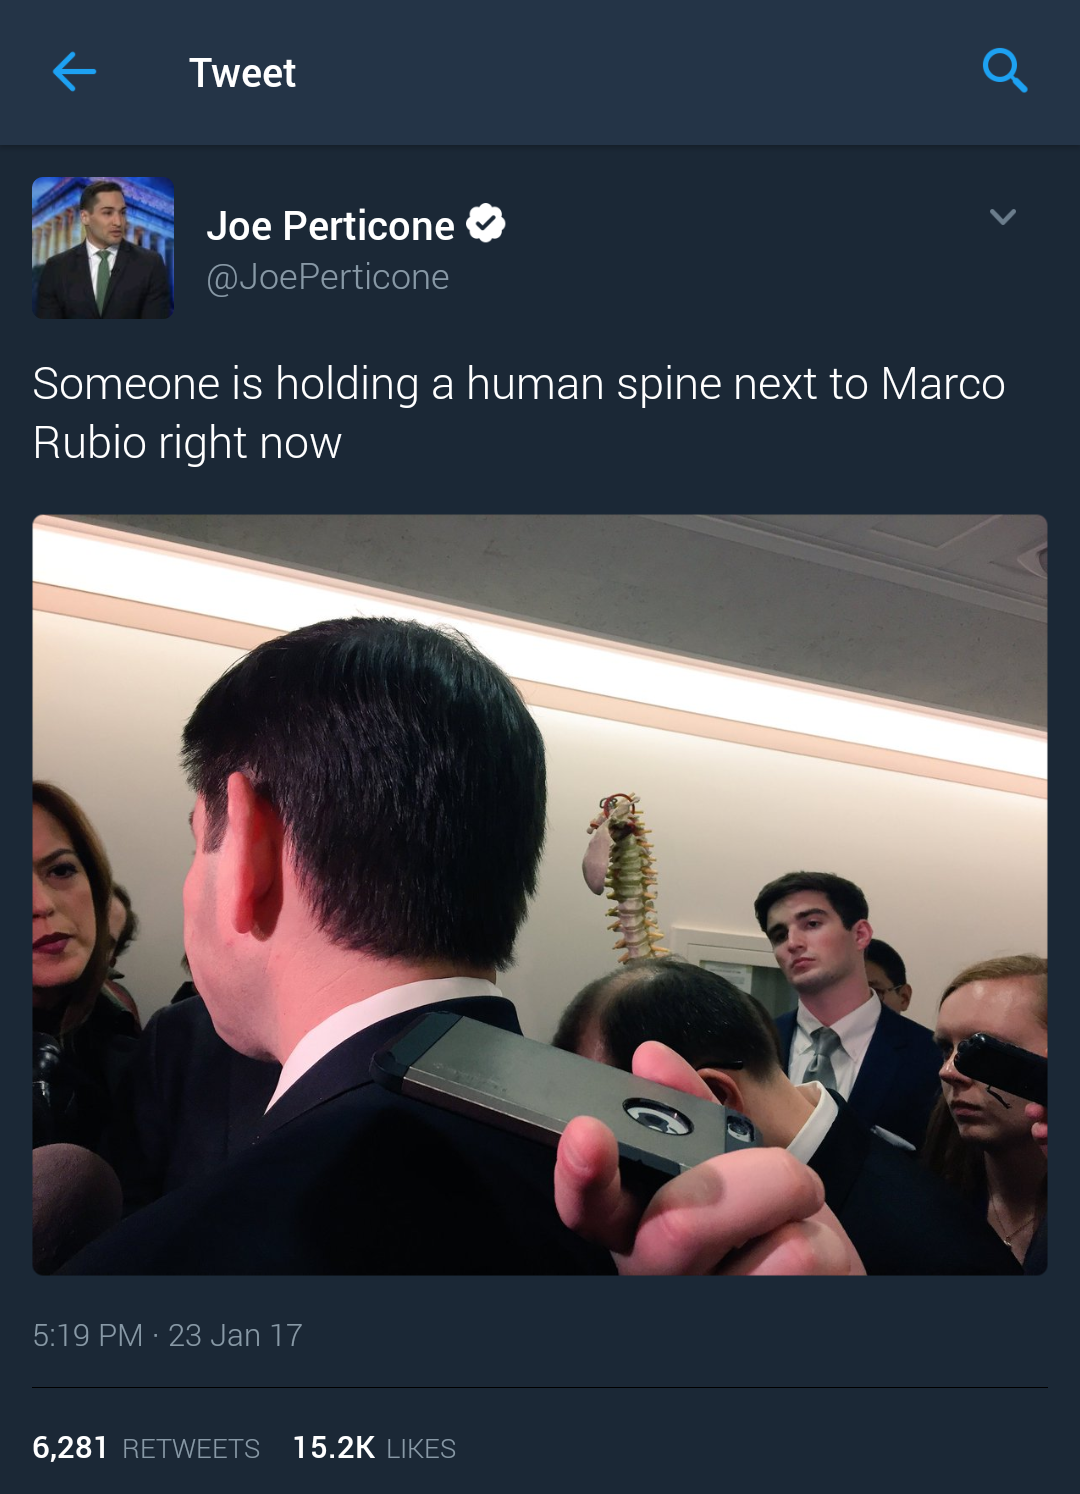 Tweet
Joe Perticone
@JoePerticone
Someone is holding a human spine next to Marco
Rubio right now
5:19 PM · 23 Jan 17
6,281 RETWEETS 15.2K LIKES